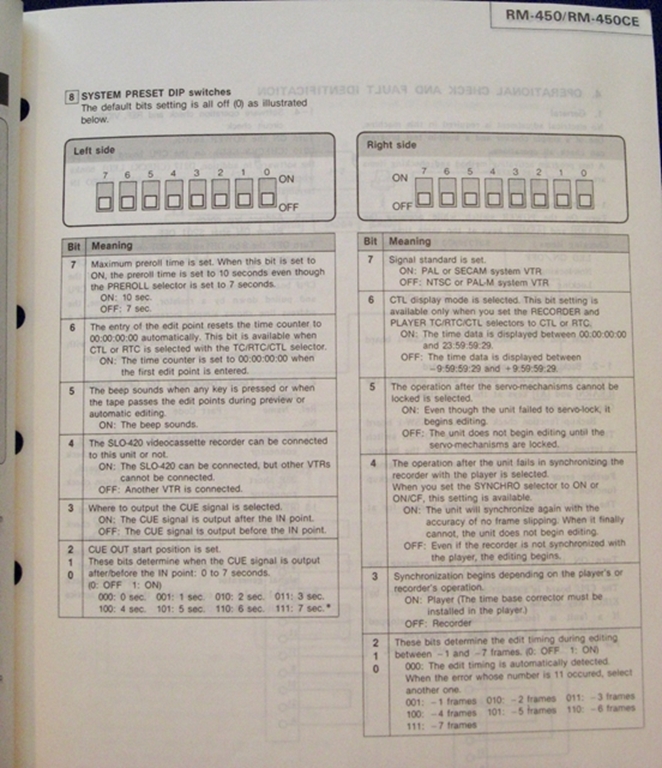 RM-450/RM-450CE
8 SYSTEM PRESET DIP switches
The default bits setting is all off (0) as illustrated
below.
Left side
7 6 5 4 3 2 1 0
ON
OFF
Bit Meaning
7 Maximum preroll time is set. When this bit is set to
ON, the preroll time is set to 10 seconds even though
the PREROLL selector is set to 7 seconds.
ON: 10 sec.
OFF: 7 sec.
6 The entry of the edit point resets the time counter to
00:00:00:00 automatically. This bit is available when
CTL or RTC is selected with the TC/RTC/CTL selector.
ON: The time counter is set to 00:00:00:00 when
the first edit point is entered.
5 The beep sounds when any key is pressed or when
the tape passes the edit points during preview or
automatic editing.
ON: The beep sounds.
4 The SLO-420 videocassette recorder can be connected
to this unit or not.
ON: The SLO-420 can be connected, but other VTRs
cannot be connected.
OFF: Another VTR is connected.
3 Where to output the CUE signal is selected.
ON: The CUE signal is output after the IN point.
OFF: The CUE signal is output before the IN point.
2 CUE OUT start position is set.
1 These bits determine when the CUE signal is output
0 after/before the IN point: 0 to 7 seconds.
(0: OFF 1: ON)
000: 0 sec. 001: 1 sec. 010: 2 sec. 011: 3 sec.
100: 4 sec. 101: 5 sec. 110: 6 sec. 111: 7 sec.*
Right side
7 6 5 4 3 2 1 0
ON
OFF
Bit Meaning
7 Signal standard is set.
ON: PAL or SECAM system VTR
OFF: NTSC or PAL-M system VTR
6 CTL display mode is selected. This bit setting is
available only when you set the RECORDER and
PLAYER TC/RTC/CTL selectors to CTL or RTC.
ON: The time data is displayed between 00:00:00:00
and 23:59:59:29.
OFF: The time data is displayed between
-9:59:59:29 and +9:59:59:29.
5 The operation after the servo-mechanisms cannot be
locked is selected.
ON: Even though the unit failed to servo-lock, it
begins editing.
OFF: The unit does not begin editing until the
servo-mechanisms are locked.
4 The operation after the unit fails in synchronizing the
recorder with the player is selected.
When you set the SYNCHRO selector to ON or
ON/CF, this setting is available.
ON: The unit will synchronize again with the
accuracy of no frame slipping. When it finally
cannot, the unit does not begin editing.
OFF: Even if the recorder is not synchronized with
the player, the editing begins.
3 Synchronization begins depending on the player's or
recorder's operation.
ON: Player (The time base corrector must be
installed in the player.)
OFF: Recorder
2 These bits determine the edit timing during editing
1 between -1 and -7 frames. (0: OFF 1: ON)
0 000: The edit timing is automatically detected.
When the error whose number is 11 occured, select
another one.
001: -1 frames 010: -2 frames 011: -3 frames
100: -4 frames 101: -5 frames 110: -6 frames
111: -7 frames